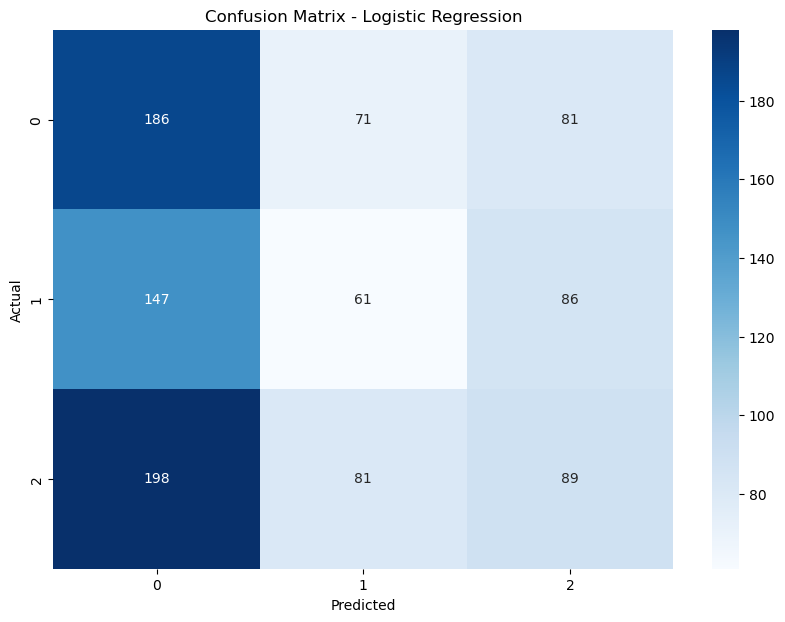 Confusion Matrix - Logistic Regression
Actual
0
186 71 81
1
147 61 86
2
198 81 89
0 1 2
Predicted
180
160
140
120
100
80